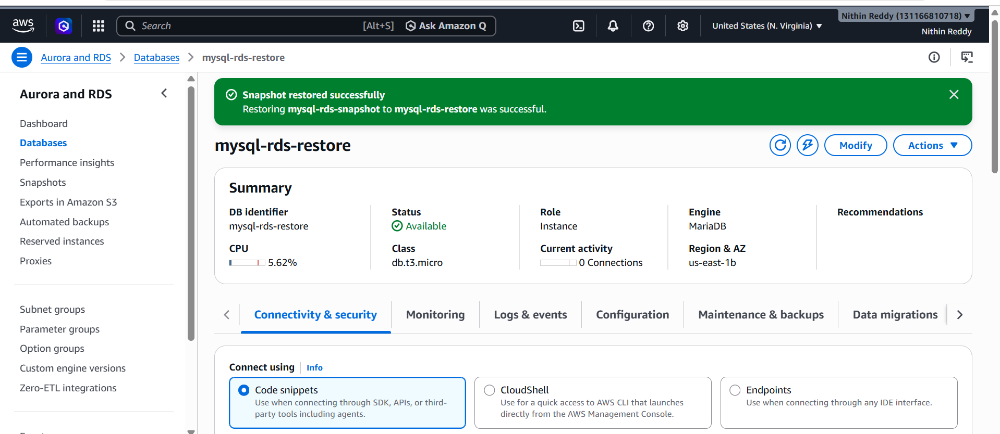 aws
Search
[Alt+S]
Ask Amazon Q
United States (N. Virginia)
Nithin Reddy (131166810718)
Nithin Reddy
Aurora and RDS
Databases
mysql-rds-restore
Aurora and RDS
Dashboard
Databases
Performance insights
Snapshots
Exports in Amazon S3
Automated backups
Reserved instances
Proxies
Subnet groups
Parameter groups
Option groups
Custom engine versions
Zero-ETL integrations
Snapshot restored successfully
Restoring mysql-rds-snapshot to mysql-rds-restore was successful.
mysql-rds-restore
Modify
Actions
Summary
DB identifier
mysql-rds-restore
Status
Available
Role
Instance
Engine
MariaDB
Recommendations
CPU
5.62%
Class
db.t3.micro
Current activity
0 Connections
Region & AZ
us-east-1b
Connectivity & security
Monitoring
Logs & events
Configuration
Maintenance & backups
Data migrations
Connect using
Info
Code snippets
Use when connecting through SDK, APIs, or third-
party tools including agents.
CloudShell
Use for a quick access to AWS CLI that launches
directly from the AWS Management Console.
Endpoints
Use when connecting through any IDE interface.